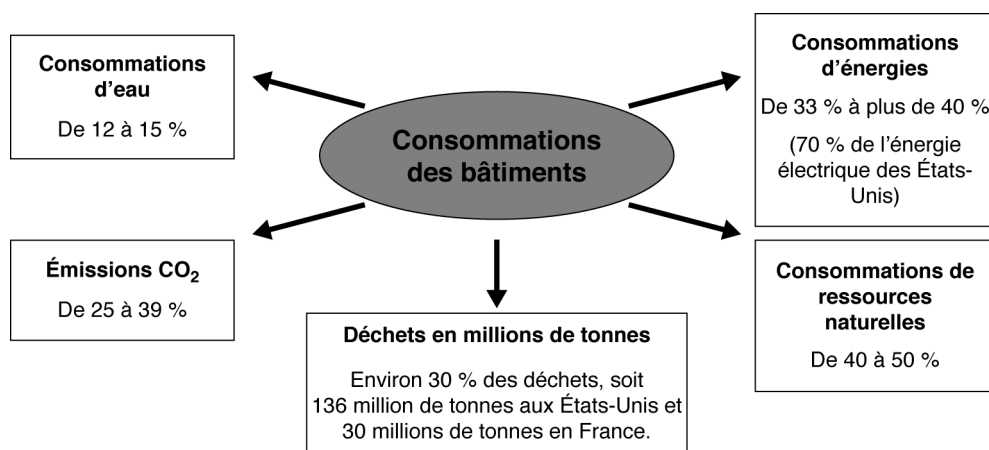 Consommations
d'eau
De 12 à 15 %
Consommations
des bâtiments
Consommations
d'énergies
De 33 % à plus de 40 %
(70 % de l'énergie
électrique des États-
Unis)
Émissions CO₂
De 25 à 39 %
Déchets en millions de tonnes
Environ 30 % des déchets, soit
136 million de tonnes aux États-Unis et
30 millions de tonnes en France.
Consommations de
ressources
naturelles
De 40 à 50 %